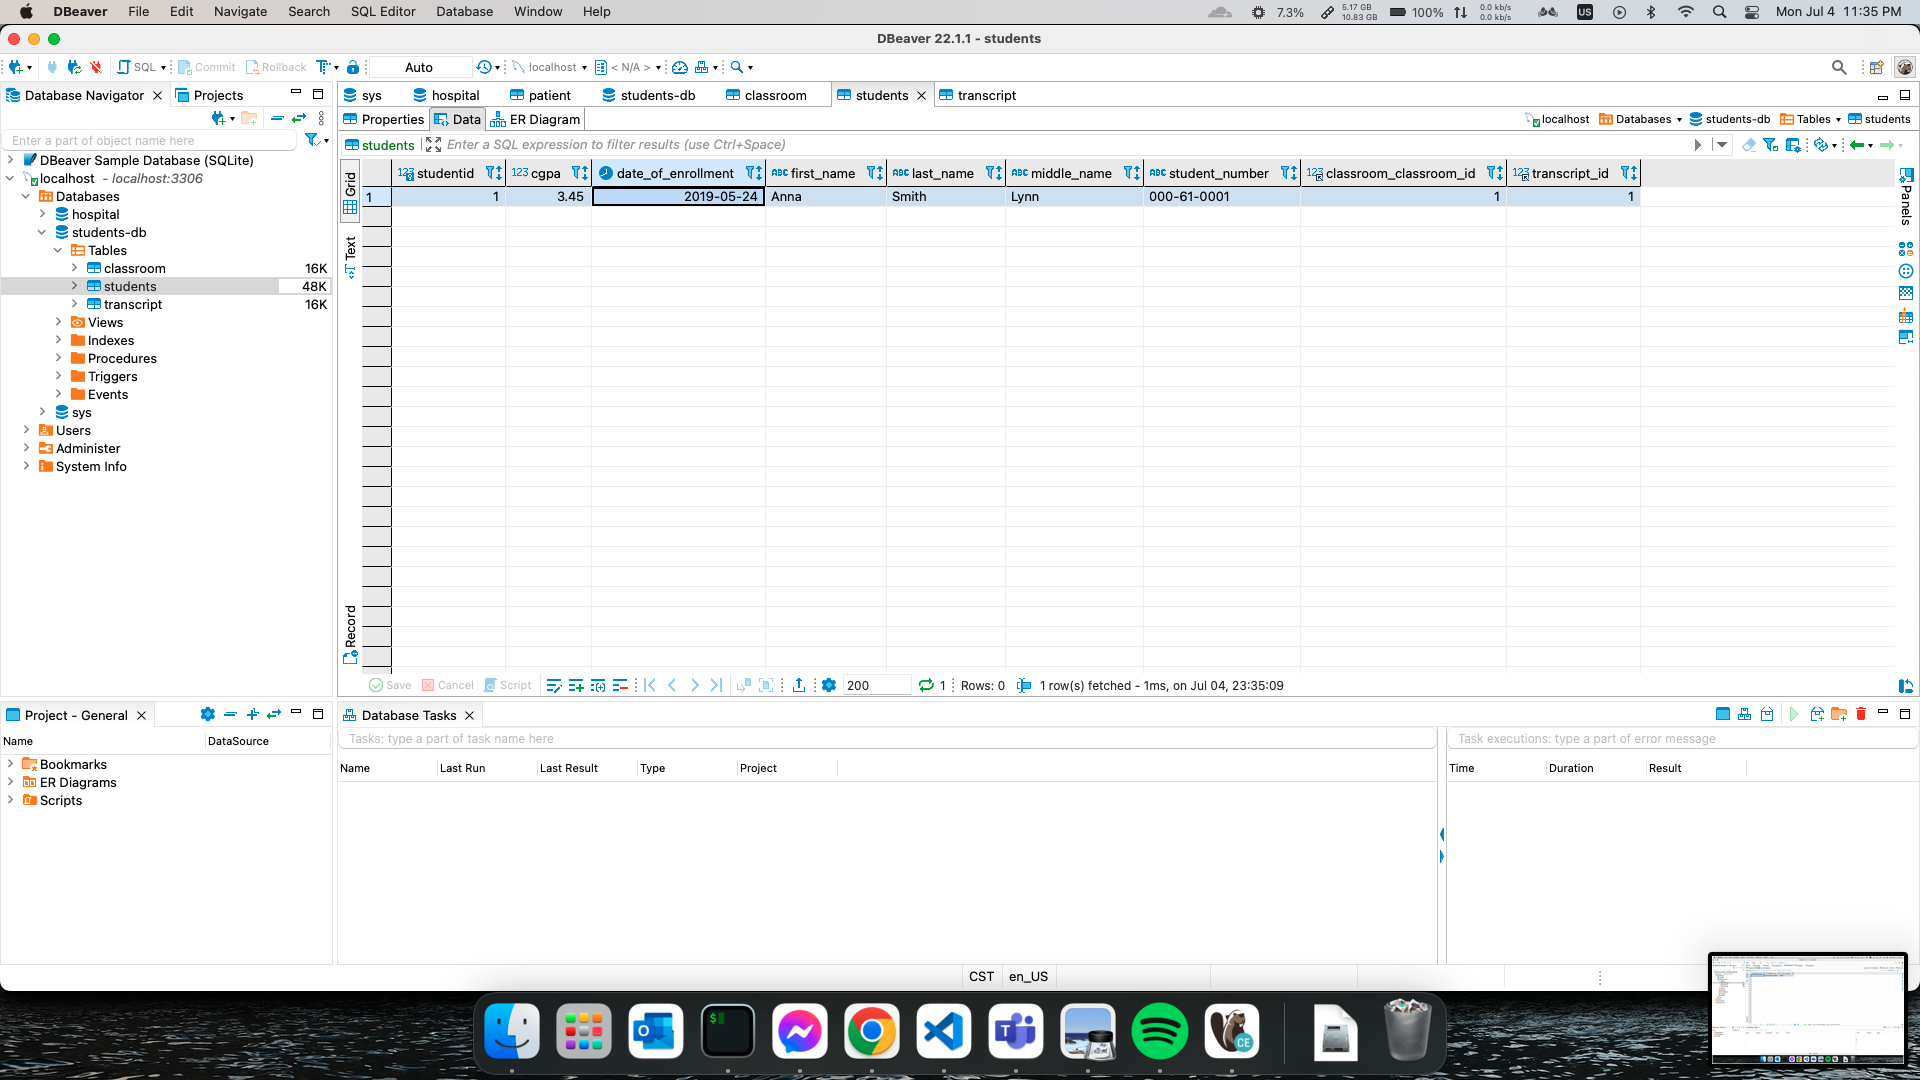 DBeaver File Edit Navigate Search SQL Editor Database Window Help 7.3% 5.17 GB 10.83 GB 100% 0.0 kb/s 0.0 kb/s US Mon Jul 4 11:35 PM
DBeaver 22.1.1 - students
SQL Commit Rollback Auto localhost < N/A >
Database Navigator Projects
sys hospital patient students-db classroom students transcript
Properties Data ER Diagram localhost Databases students-db Tables students
Enter a part of object name here
students Enter a SQL expression to filter results (use Ctrl+Space)
DBeaver Sample Database (SQLite)
localhost - localhost:3306
Databases
hospital
students-db
Tables
classroom 16K
students 48K
transcript 16K
Views
Indexes
Procedures
Triggers
Events
sys
Users
Administer
System Info
Grid
Text
Record
123 studentid 123 cgpa date_of_enrollment ABC first_name ABC last_name ABC middle_name ABC student_number 123 classroom_classroom_id 123 transcript_id
1 1 3.45 2019-05-24 Anna Smith Lynn 000-61-0001 1 1
Panels
Save Cancel Script 200 1 Rows: 0 1 row(s) fetched - 1ms, on Jul 04, 23:35:09
Project - General
Name DataSource
Bookmarks
ER Diagrams
Scripts
Database Tasks
Tasks: type a part of task name here
Task executions: type a part of error message
Name Last Run Last Result Type Project
Time Duration Result
CST en_US
$
CE